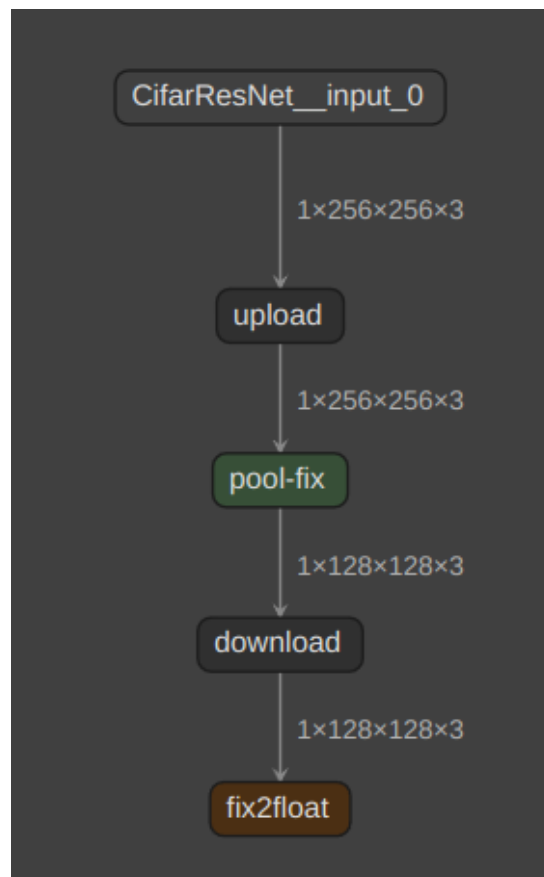 CifarResNet__input_0
1×256×256×3
upload
1×256×256×3
pool-fix
1×128×128×3
download
1×128×128×3
fix2float